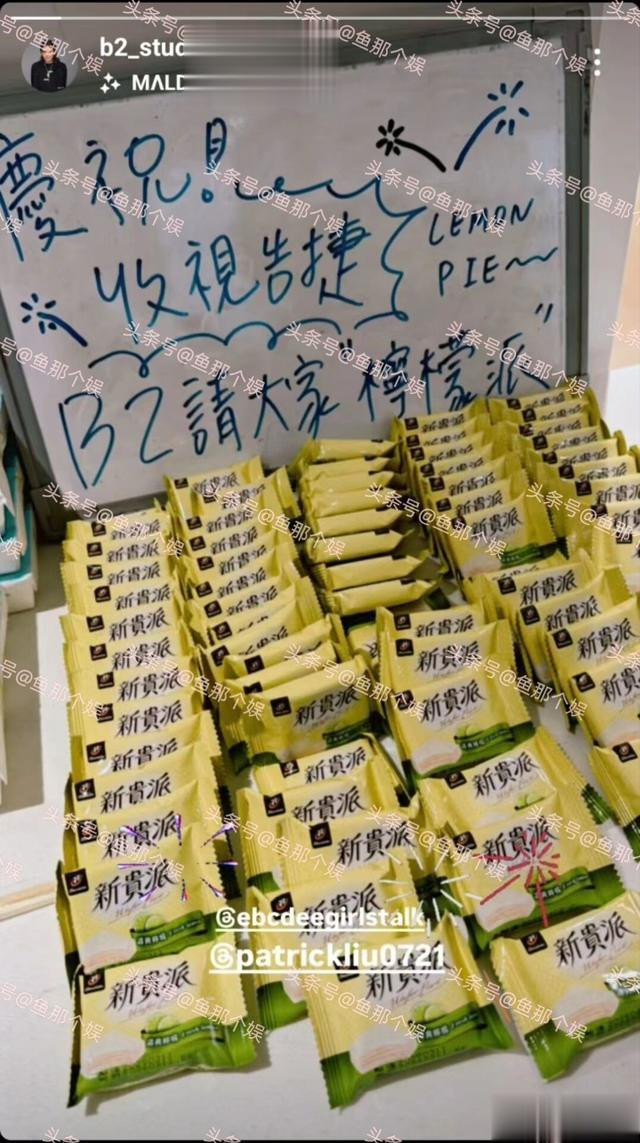 b2_stud
MALD
慶祝!
收視告捷
LEMON
PIE~~
B2請大家"檸檬派"
新貴派
@ebcdeegirlstalk
@patrickliu0721
头条号@鱼那个娱